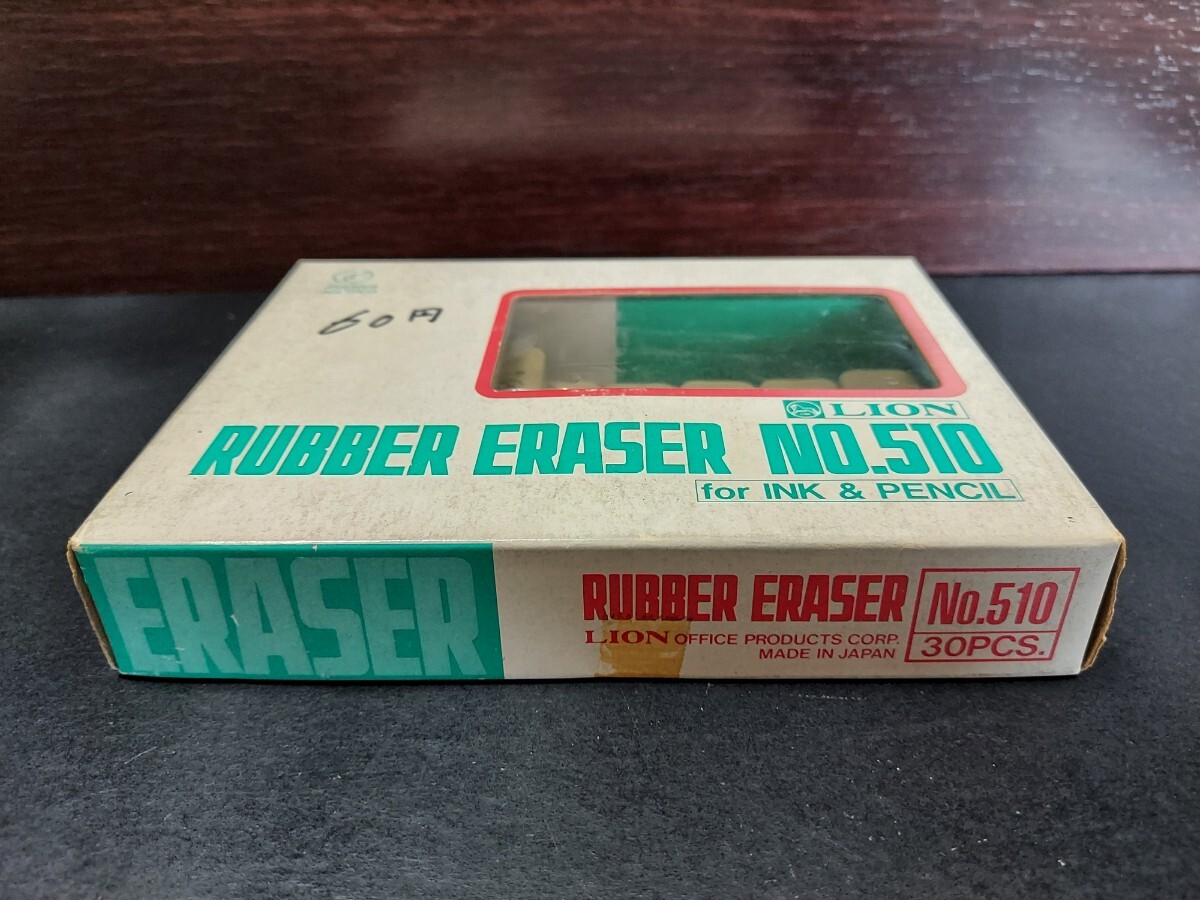 60円
LION
RUBBER ERASER NO.510
for INK & PENCIL
ERASER
RUBBER ERASER
LION OFFICE PRODUCTS CORP.
MADE IN JAPAN
No.510
30PCS.